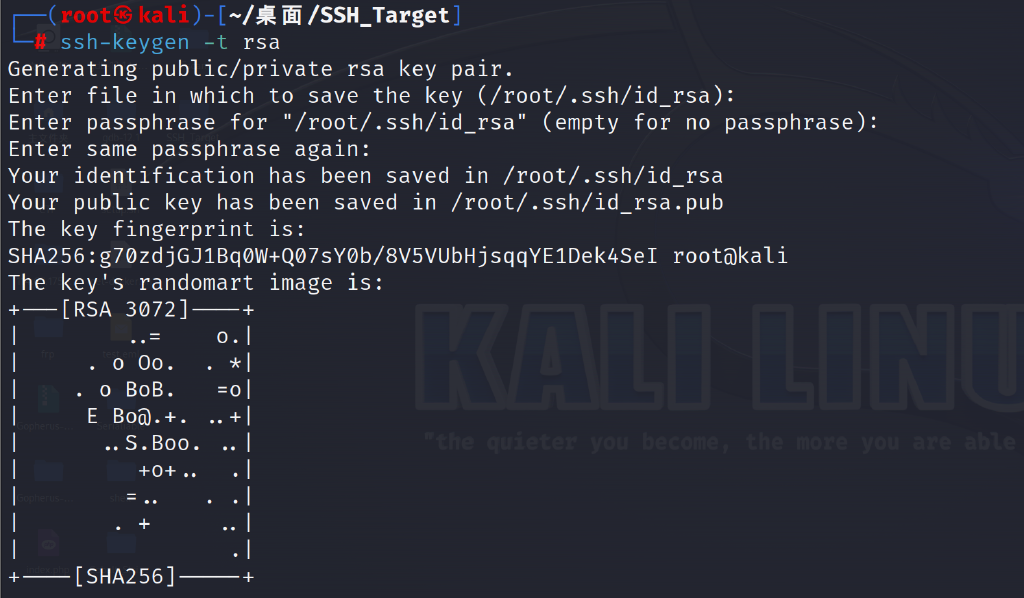 ┌──(root㉿kali)-[~/桌面/SSH_Target]
└─# ssh-keygen -t rsa
Generating public/private rsa key pair.
Enter file in which to save the key (/root/.ssh/id_rsa):
Enter passphrase for "/root/.ssh/id_rsa" (empty for no passphrase):
Enter same passphrase again:
Your identification has been saved in /root/.ssh/id_rsa
Your public key has been saved in /root/.ssh/id_rsa.pub
The key fingerprint is:
SHA256:g70zdjGJ1Bq0W+Q07sY0b/8V5VUbHjsqqYE1Dek4SeI root@kali
The key's randomart image is:
+---[RSA 3072]----+
|         ..=    o.|
|      . o Oo.  . *|
|     . o BoB.   =o|
|      E Bo@.+. ..+|
|       ..S.Boo. ..|
|          +o+..  .|
|         =..   . .|
|        . +     ..|
|                 .|
+----[SHA256]-----+
KALI LINU
"the quieter you become, the more you are able